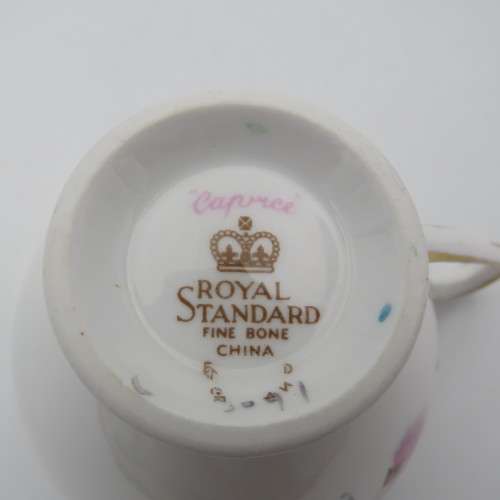 "Caprice"
ROYAL
STANDARD
FINE BONE
CHINA